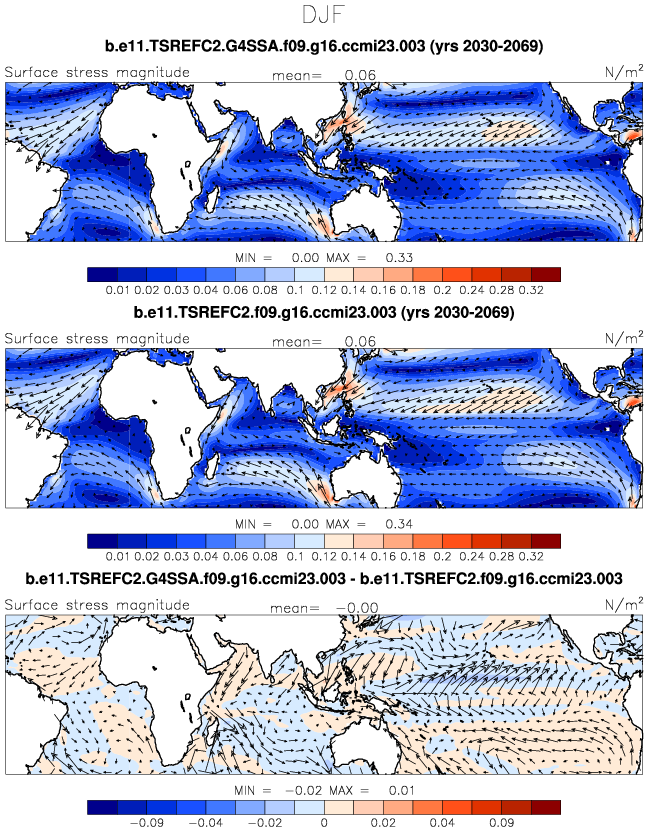 DJF
b.e11.TSREFC2.G4SSA.f09.g16.ccmi23.003 (yrs 2030-2069)
Surface stress magnitude mean= 0.06 N/m²
MIN = 0.00 MAX = 0.33
0.01 0.02 0.03 0.04 0.06 0.08 0.1 0.12 0.14 0.16 0.18 0.2 0.24 0.28 0.32
b.e11.TSREFC2.f09.g16.ccmi23.003 (yrs 2030-2069)
Surface stress magnitude mean= 0.06 N/m²
MIN = 0.00 MAX = 0.34
0.01 0.02 0.03 0.04 0.06 0.08 0.1 0.12 0.14 0.16 0.18 0.2 0.24 0.28 0.32
b.e11.TSREFC2.G4SSA.f09.g16.ccmi23.003 - b.e11.TSREFC2.f09.g16.ccmi23.003
Surface stress magnitude mean= −0.00 N/m²
MIN = −0.02 MAX = 0.01
−0.09 −0.04 −0.02 0 0.02 0.04 0.09